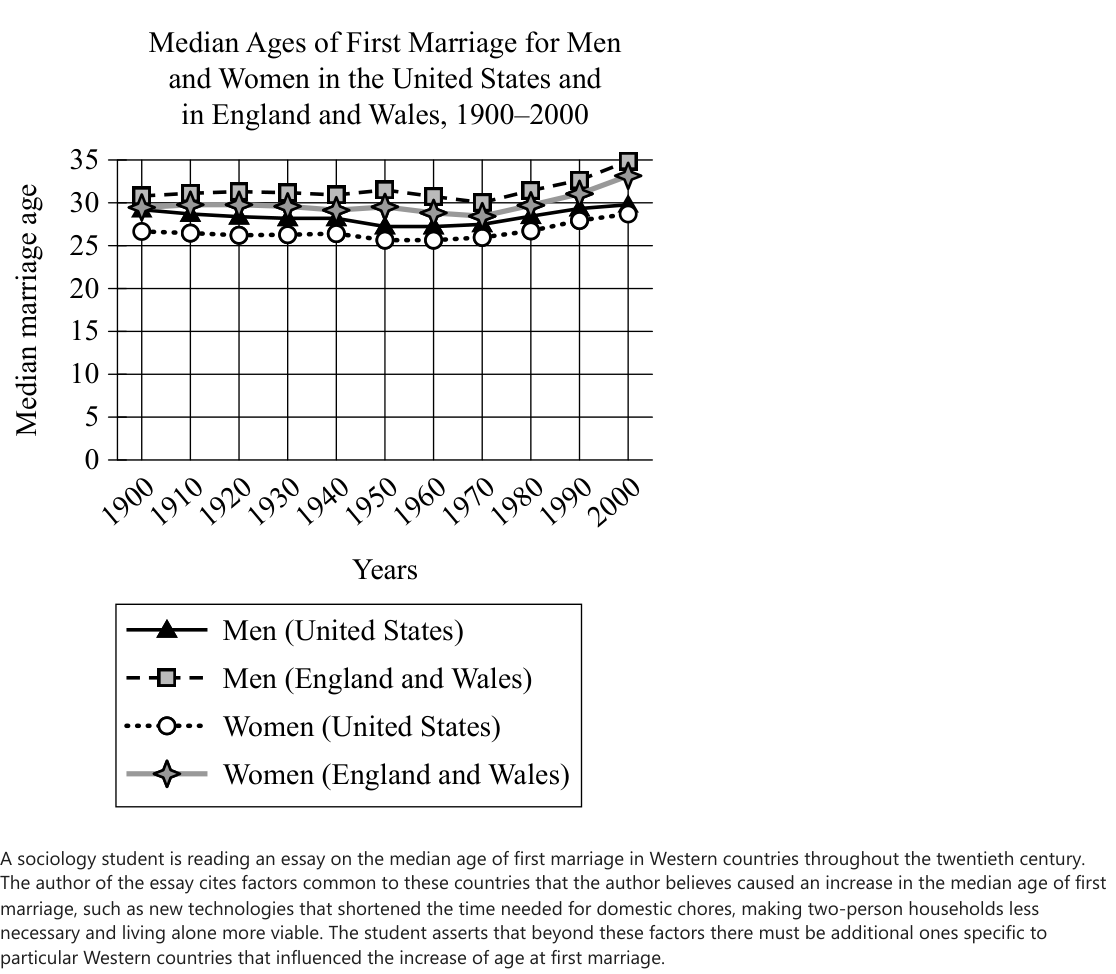 Median Ages of First Marriage for Men
and Women in the United States and
in England and Wales, 1900–2000
Median marriage age
35
30
25
20
15
10
5
0
1900 1910 1920 1930 1940 1950 1960 1970 1980 1990 2000
Years
Men (United States)
Men (England and Wales)
Women (United States)
Women (England and Wales)
A sociology student is reading an essay on the median age of first marriage in Western countries throughout the twentieth century.
The author of the essay cites factors common to these countries that the author believes caused an increase in the median age of first
marriage, such as new technologies that shortened the time needed for domestic chores, making two-person households less
necessary and living alone more viable. The student asserts that beyond these factors there must be additional ones specific to
particular Western countries that influenced the increase of age at first marriage.